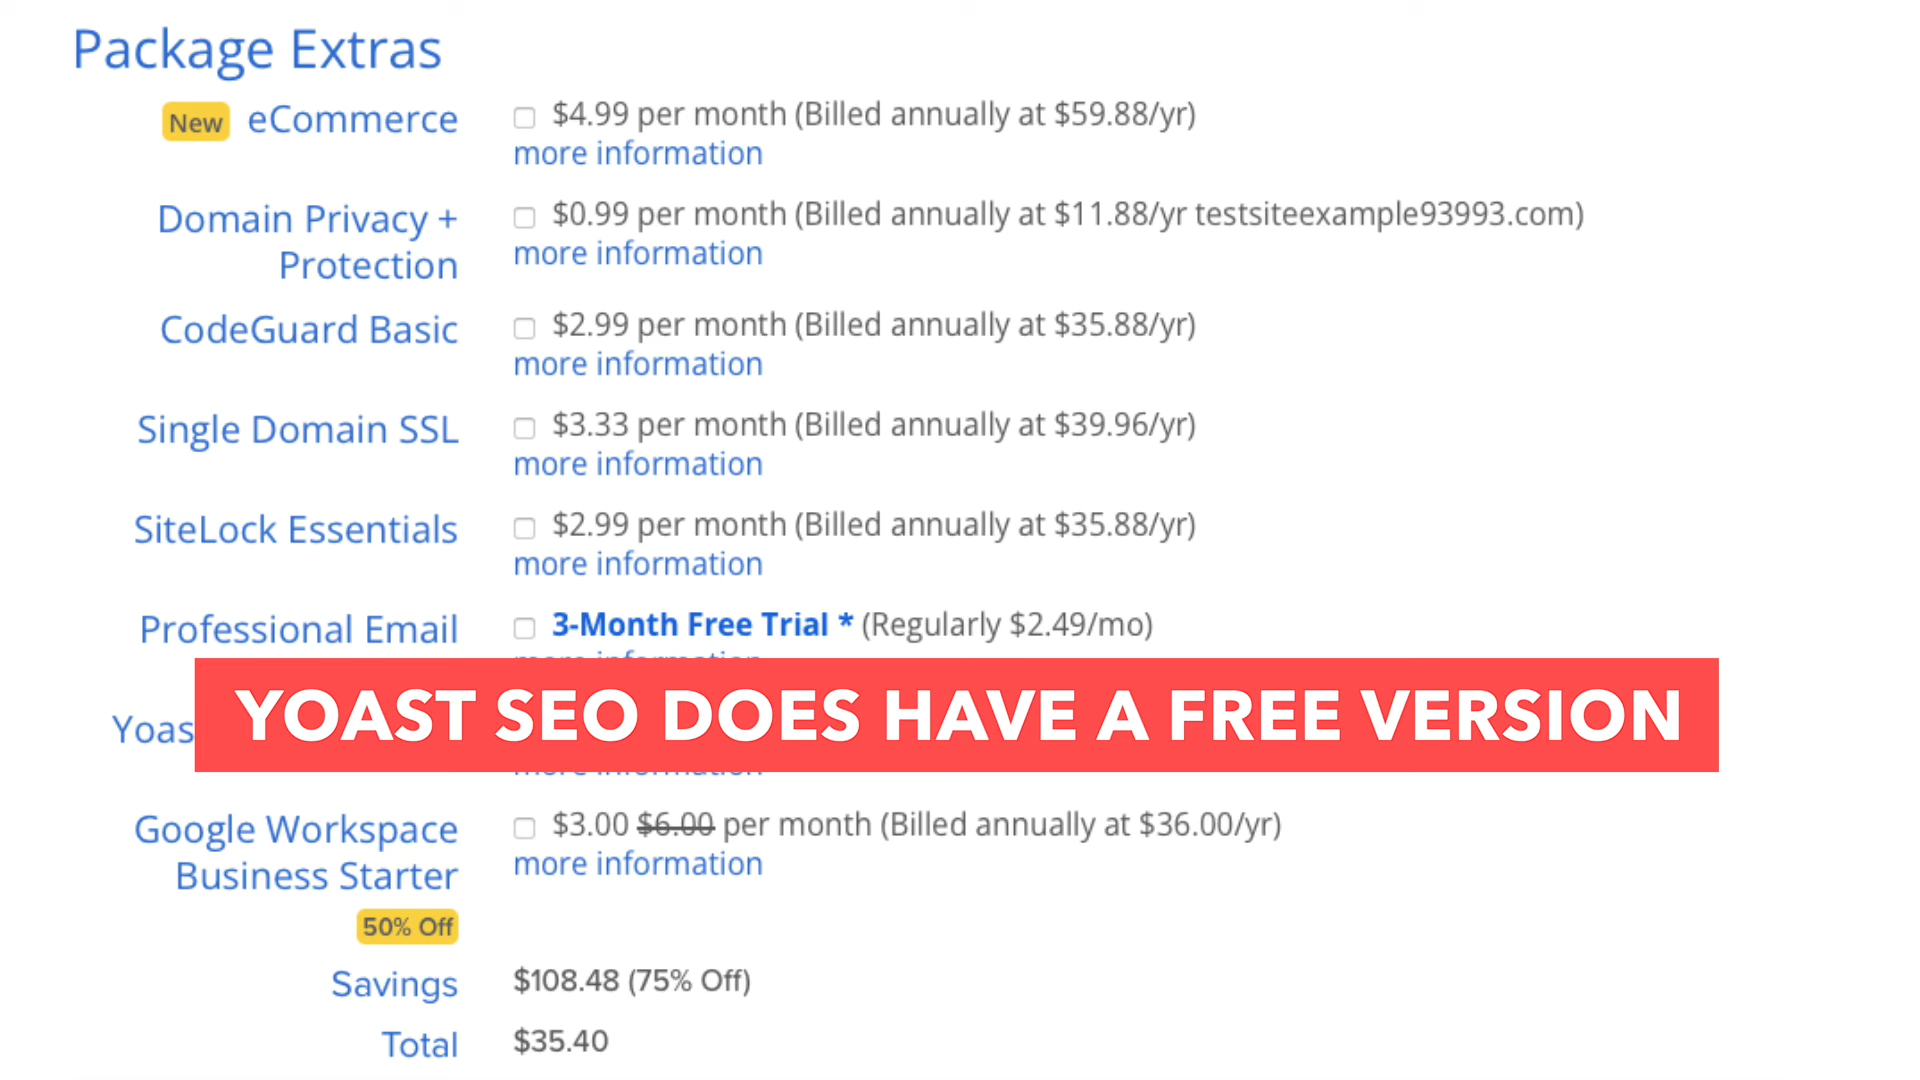 Package Extras
New eCommerce $4.99 per month (Billed annually at $59.88/yr)
more information
Domain Privacy + $0.99 per month (Billed annually at $11.88/yr testsiteexample93993.com)
Protection more information
CodeGuard Basic $2.99 per month (Billed annually at $35.88/yr)
more information
Single Domain SSL $3.33 per month (Billed annually at $39.96/yr)
more information
SiteLock Essentials $2.99 per month (Billed annually at $35.88/yr)
more information
Professional Email 3-Month Free Trial * (Regularly $2.49/mo)
more information
Yoas
YOAST SEO DOES HAVE A FREE VERSION
more information
Google Workspace $3.00 $6.00 per month (Billed annually at $36.00/yr)
Business Starter more information
50% Off
Savings $108.48 (75% Off)
Total $35.40